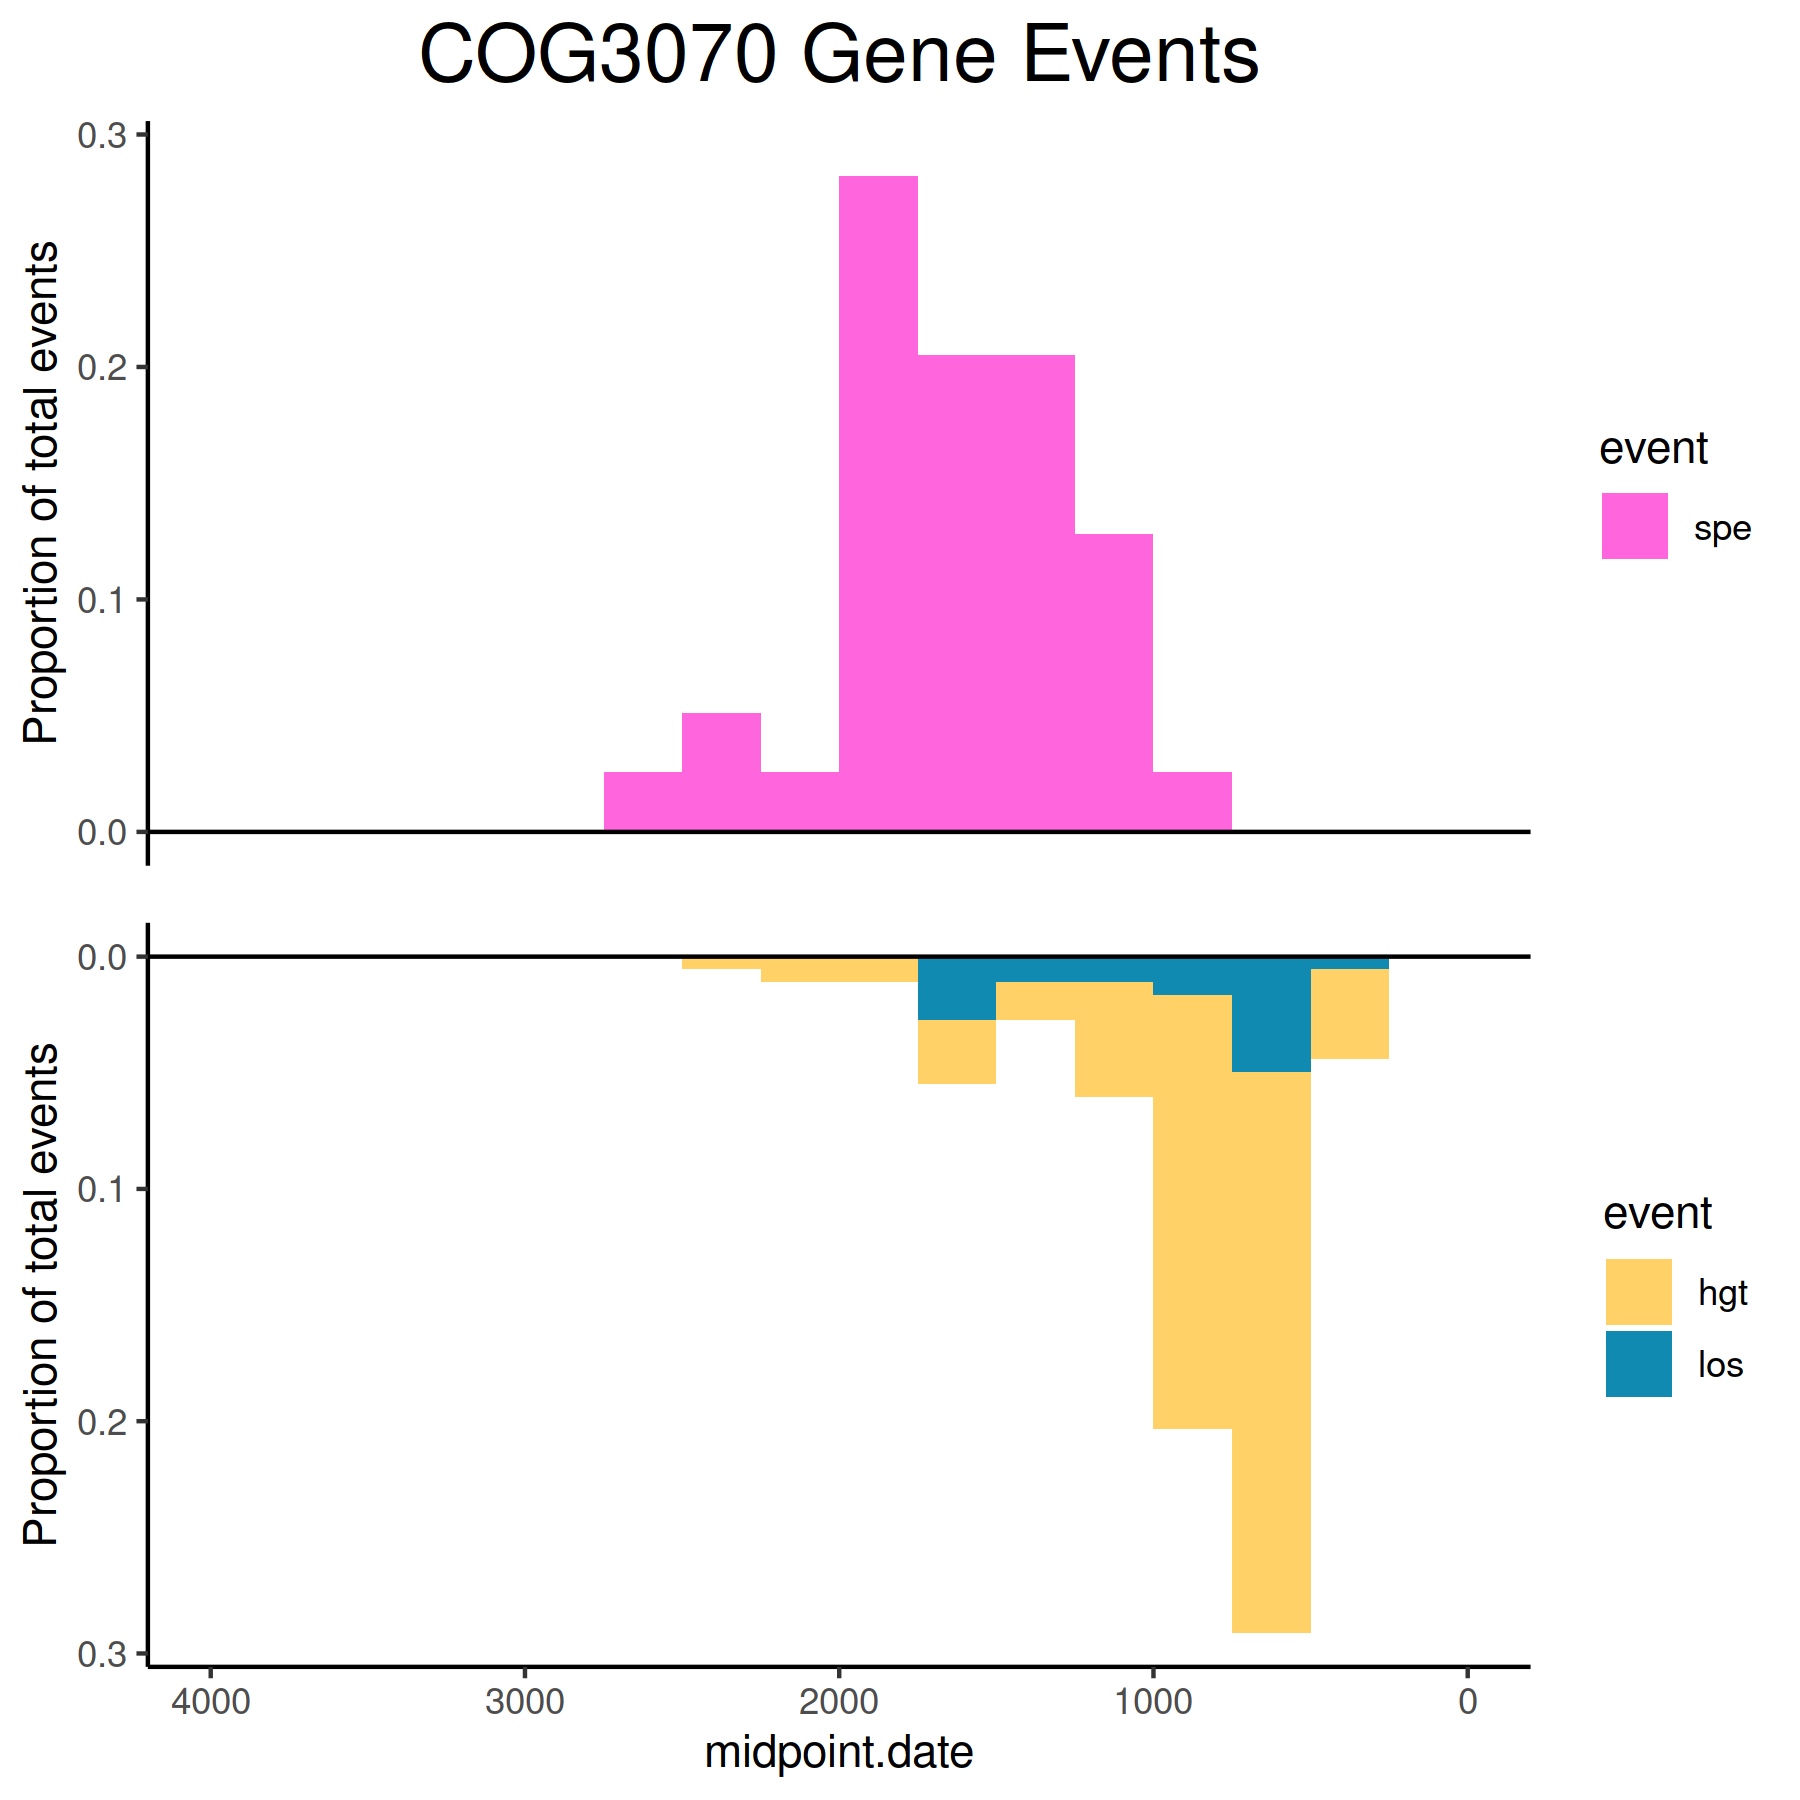 COG3070 Gene Events
Proportion of total events
0.3
0.2
0.1
0.0
event
spe
Proportion of total events
0.0
0.1
0.2
0.3
event
hgt
los
4000 3000 2000 1000 0
midpoint.date